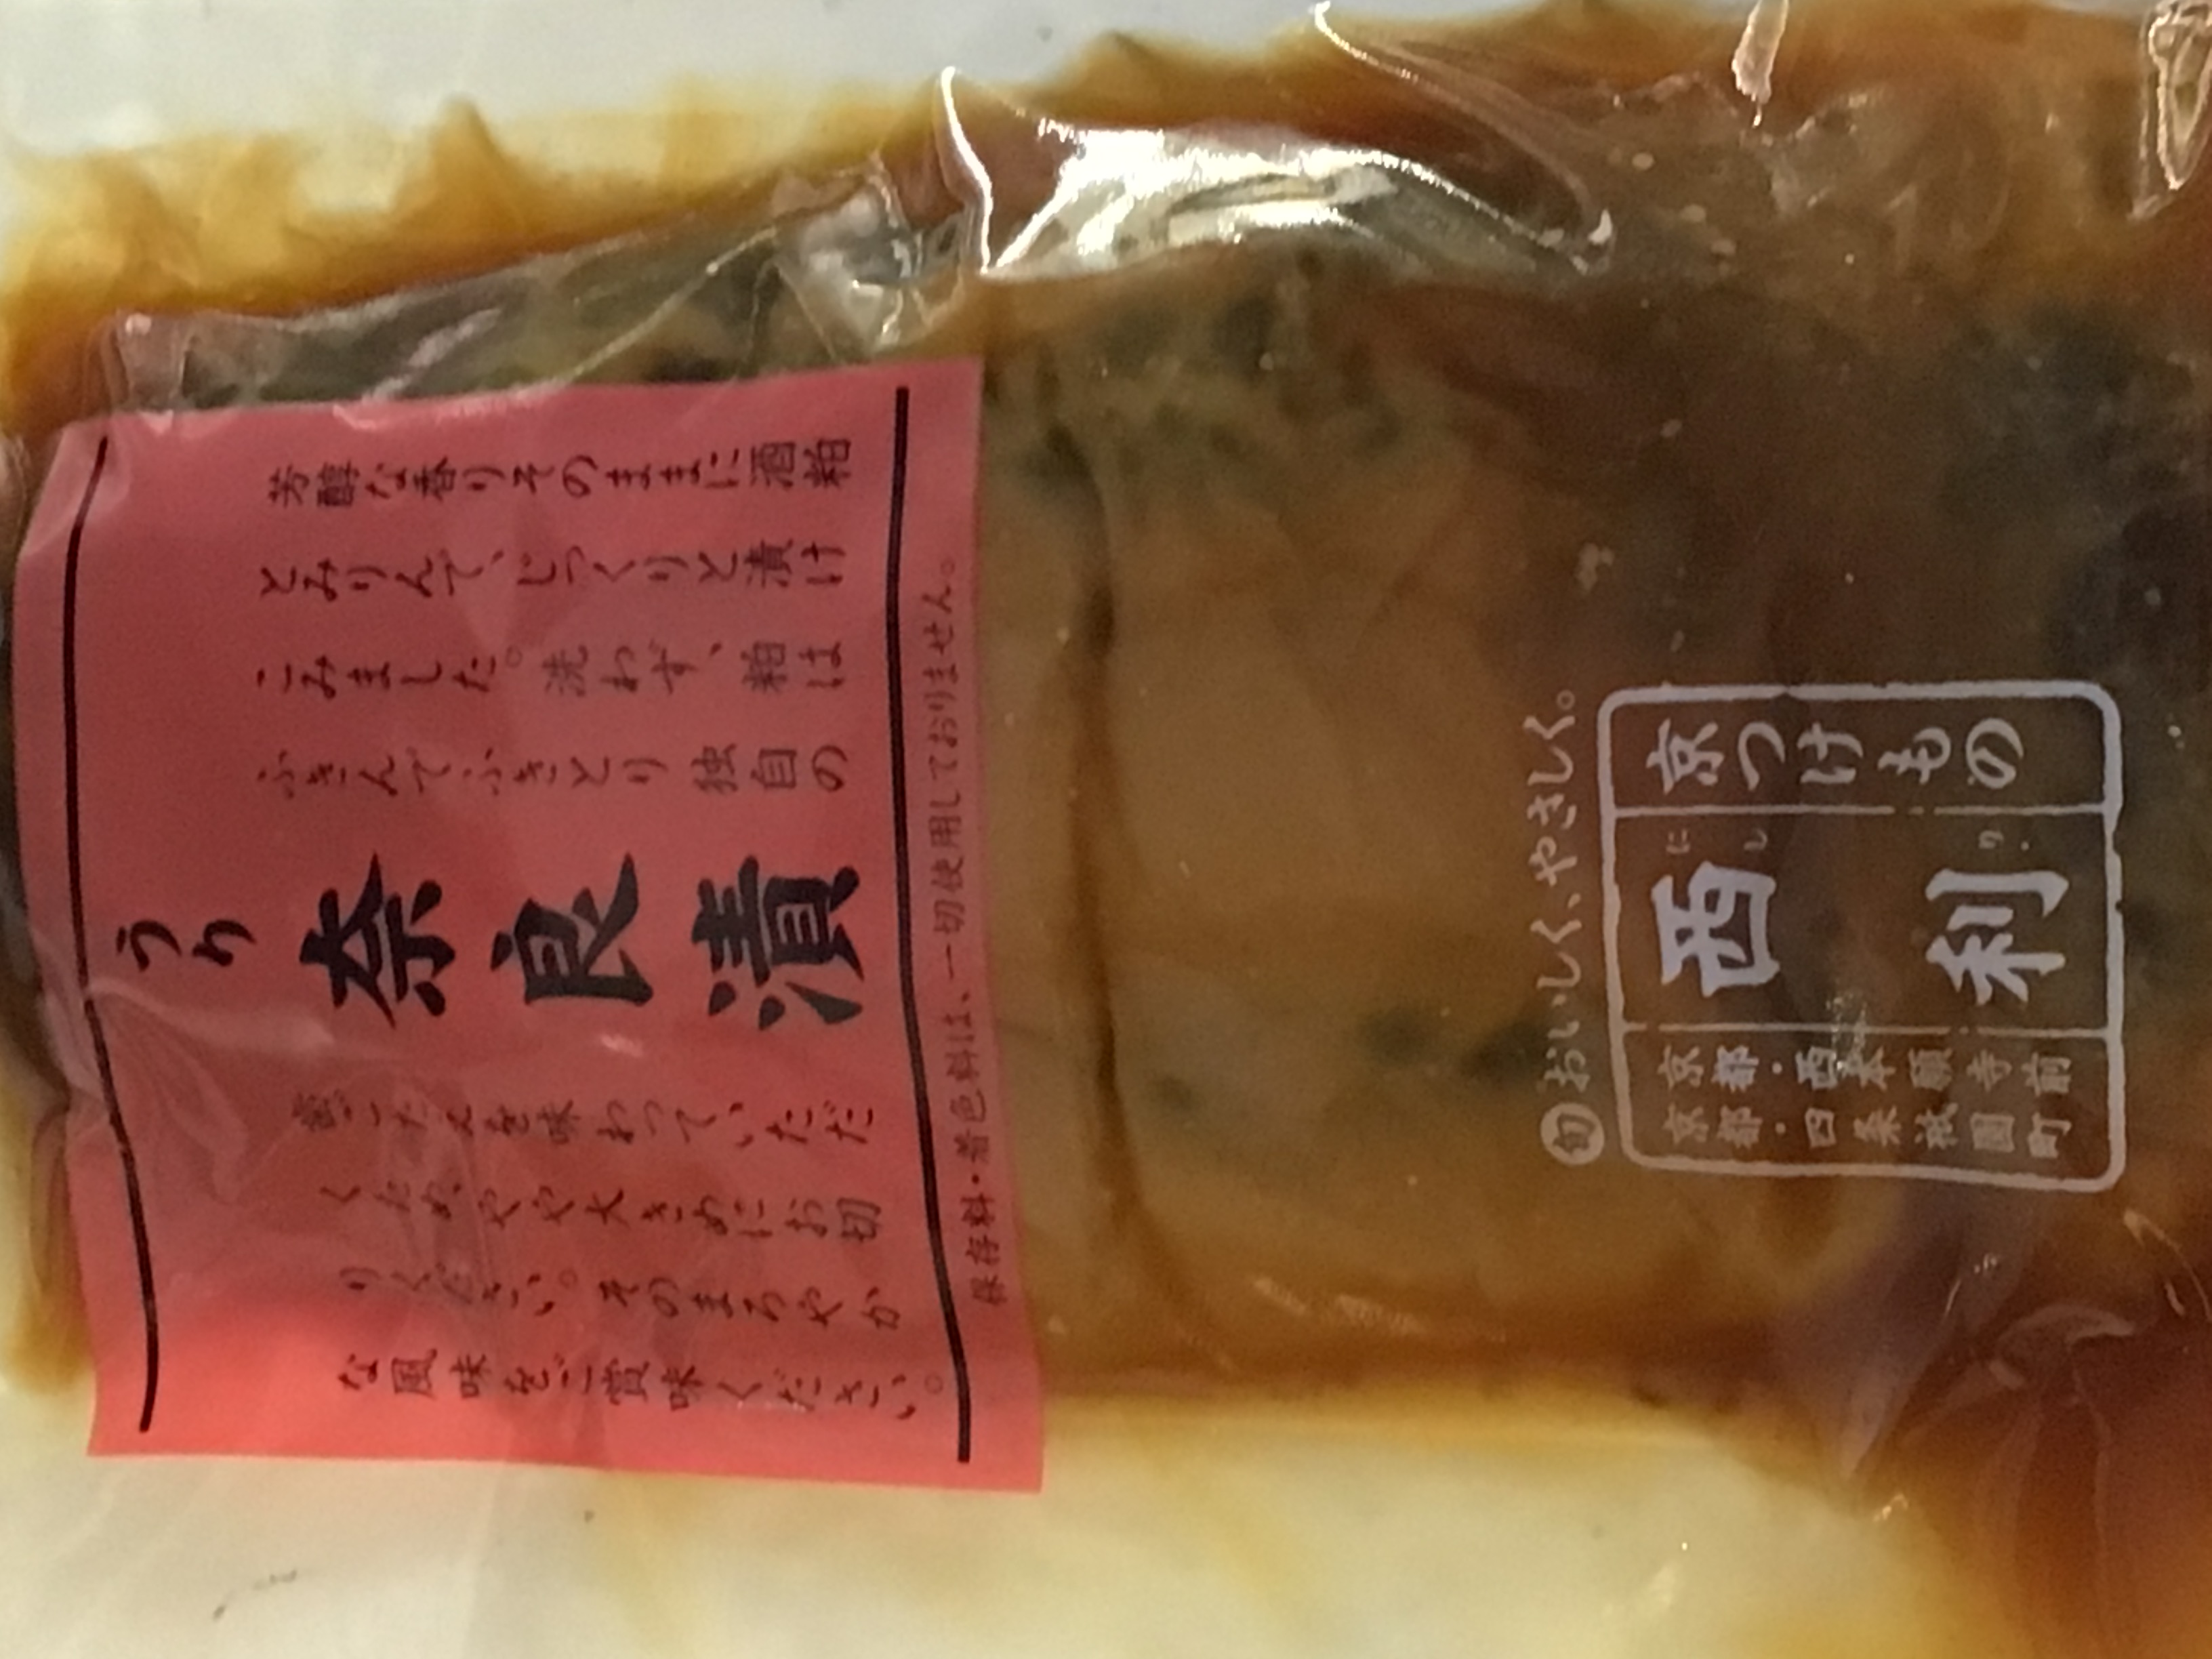 芳醇な香りそのままに酒粕
とみりんで、じっくりと漬け
こみました。洗わず、粕は
ふきんでふきとり独自の
うり
奈良漬
歯ごたえを味わっていただ
くため、やや大きめにお切
りください。そのまろやか
な風味をご賞味ください。
保存料・着色料は、一切使用しておりません。
旬おいしく、やさしく。
京つけもの
にし り
西利
京都・西本願寺前
京都・四条祇園町